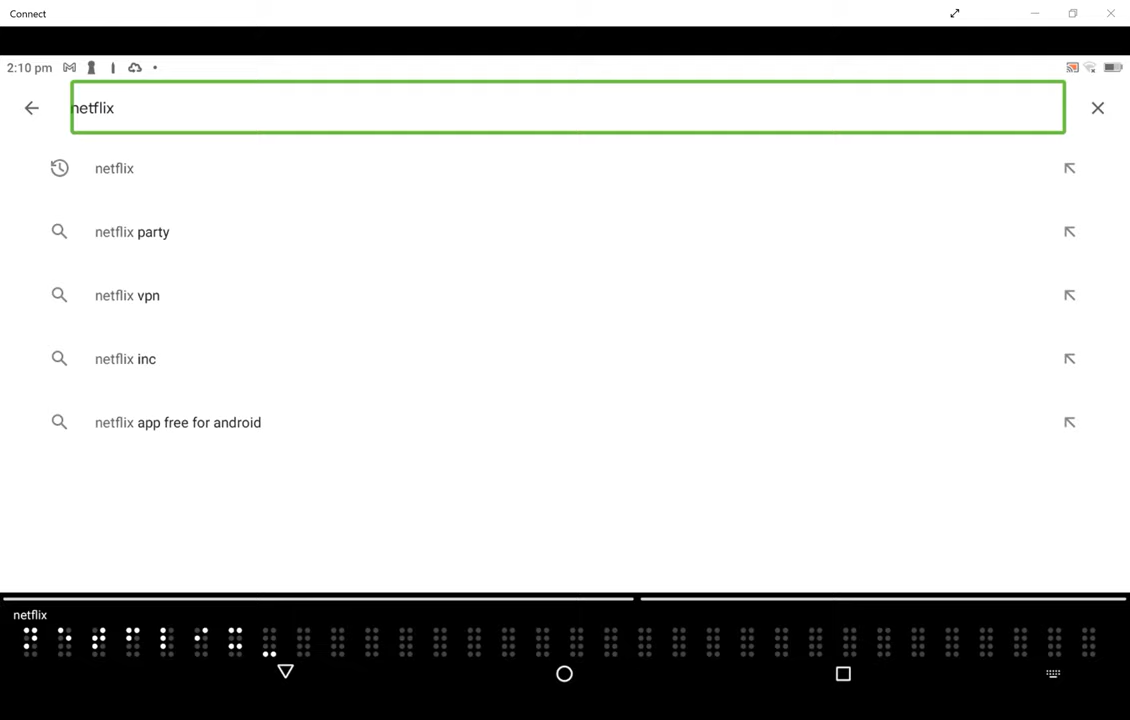 Connect
2:10 pm
netflix
netflix
netflix party
netflix vpn
netflix inc
netflix app free for android
netflix
⠝⠑⠞⠋⠇⠊⠭